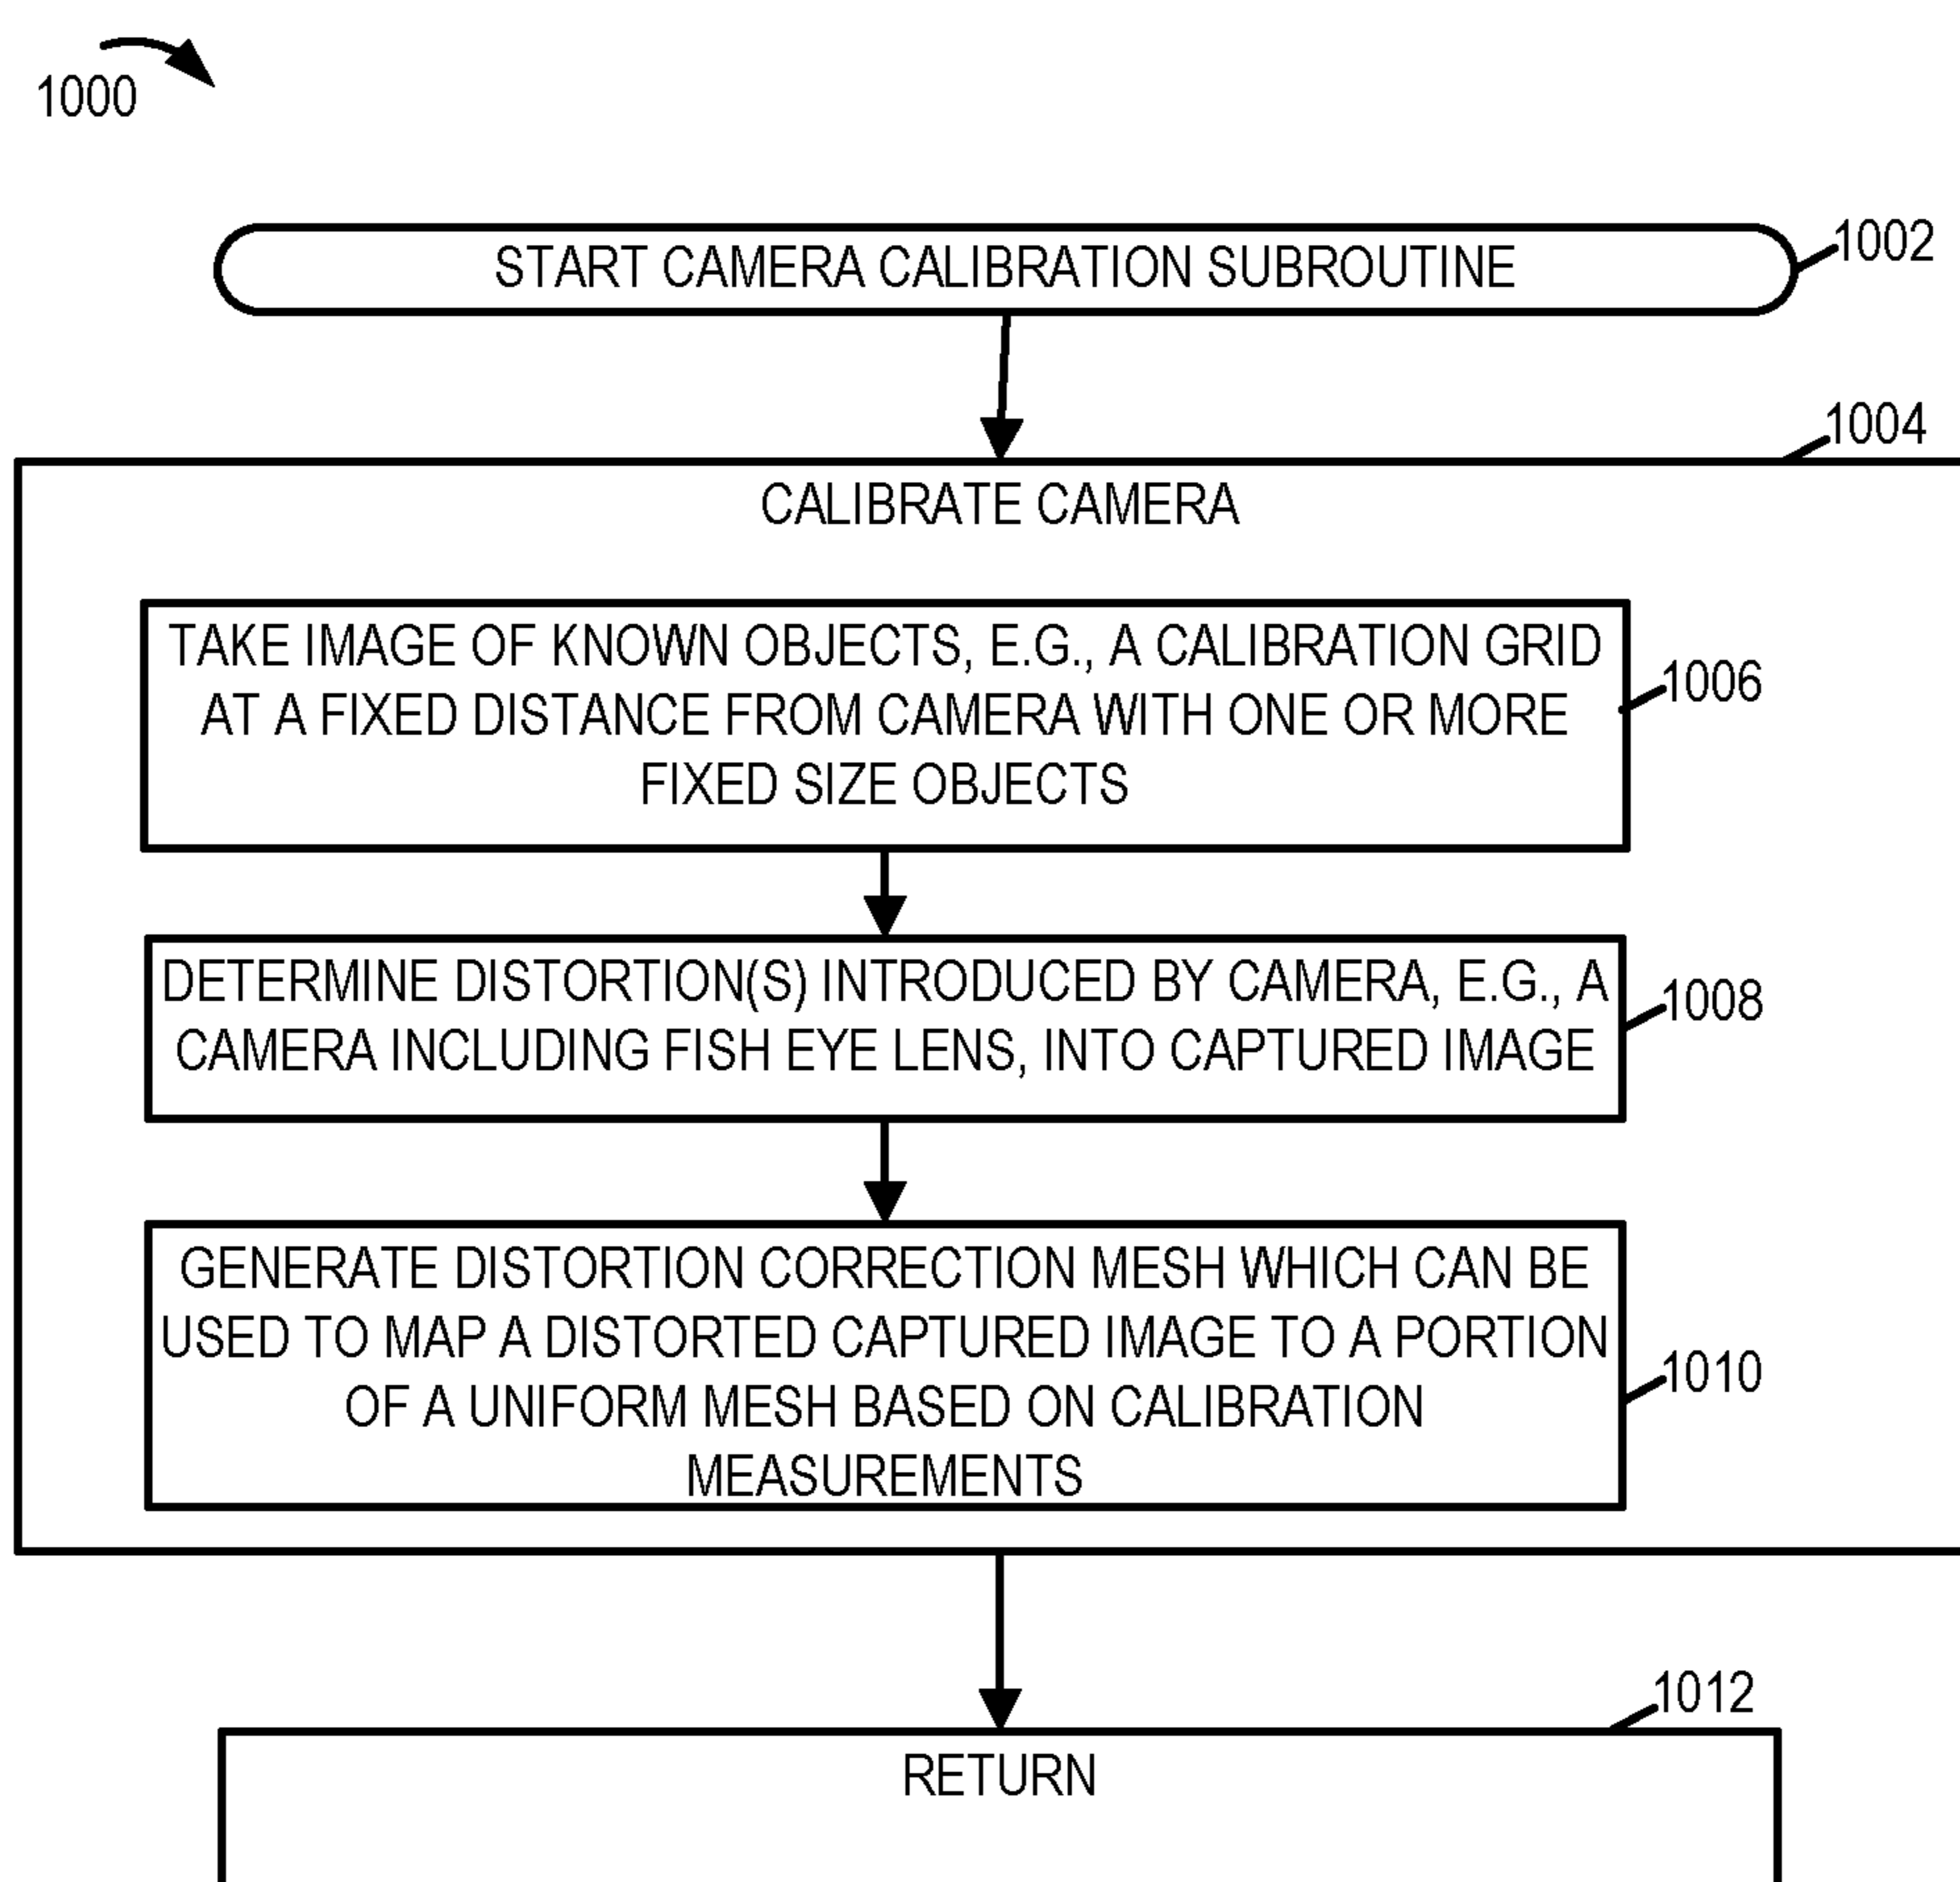 1000
START CAMERA CALIBRATION SUBROUTINE
1002
1004
CALIBRATE CAMERA
TAKE IMAGE OF KNOWN OBJECTS, E.G., A CALIBRATION GRID
AT A FIXED DISTANCE FROM CAMERA WITH ONE OR MORE
FIXED SIZE OBJECTS
1006
DETERMINE DISTORTION(S) INTRODUCED BY CAMERA, E.G., A
CAMERA INCLUDING FISH EYE LENS, INTO CAPTURED IMAGE
1008
GENERATE DISTORTION CORRECTION MESH WHICH CAN BE
USED TO MAP A DISTORTED CAPTURED IMAGE TO A PORTION
OF A UNIFORM MESH BASED ON CALIBRATION
MEASUREMENTS
1010
1012
RETURN